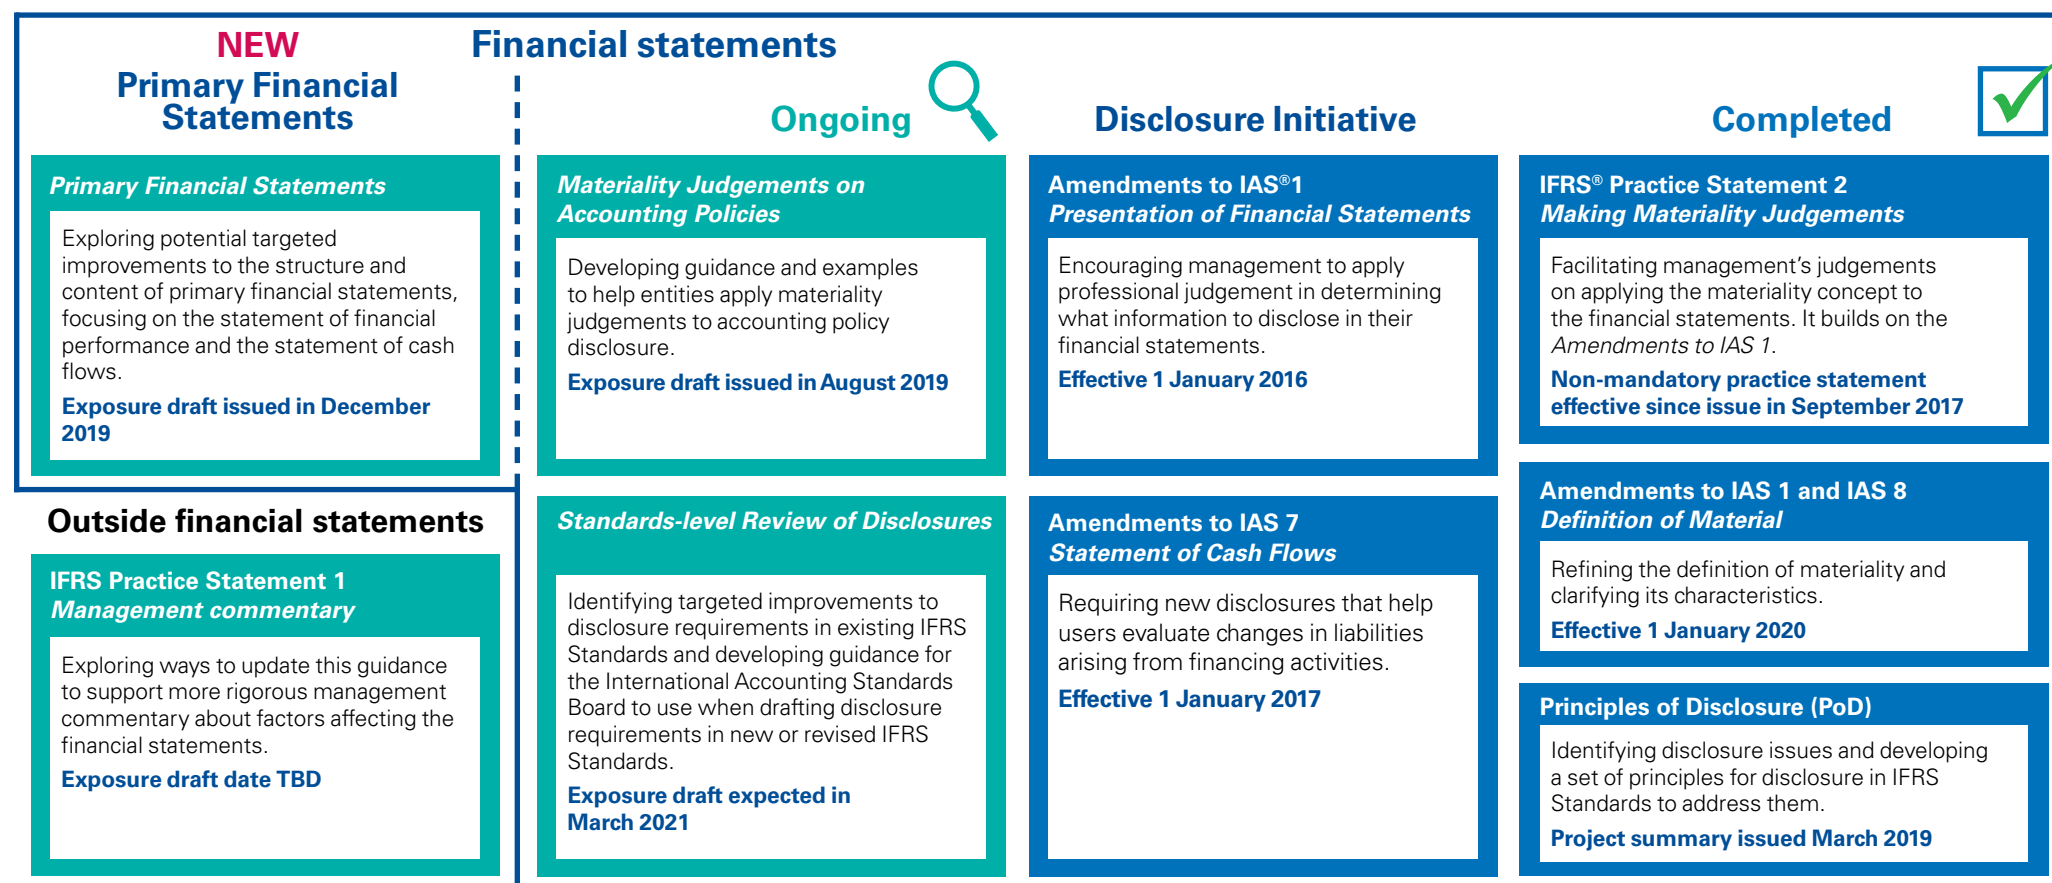 NEW
Primary Financial
Statements
Financial statements
Ongoing
Disclosure Initiative
Completed
Primary Financial Statements
Exploring potential targeted
improvements to the structure and
content of primary financial statements,
focusing on the statement of financial
performance and the statement of cash
flows.
Exposure draft issued in December
2019
Outside financial statements
IFRS Practice Statement 1
Management commentary
Exploring ways to update this guidance
to support more rigorous management
commentary about factors affecting the
financial statements.
Exposure draft date TBD
Materiality Judgements on
Accounting Policies
Developing guidance and examples
to help entities apply materiality
judgements to accounting policy
disclosure.
Exposure draft issued in August 2019
Standards-level Review of Disclosures
Identifying targeted improvements to
disclosure requirements in existing IFRS
Standards and developing guidance for
the International Accounting Standards
Board to use when drafting disclosure
requirements in new or revised IFRS
Standards.
Exposure draft expected in
March 2021
Amendments to IAS®1
Presentation of Financial Statements
Encouraging management to apply
professional judgement in determining
what information to disclose in their
financial statements.
Effective 1 January 2016
Amendments to IAS 7
Statement of Cash Flows
Requiring new disclosures that help
users evaluate changes in liabilities
arising from financing activities.
Effective 1 January 2017
IFRS® Practice Statement 2
Making Materiality Judgements
Facilitating management's judgements
on applying the materiality concept to
the financial statements. It builds on the
Amendments to IAS 1.
Non-mandatory practice statement
effective since issue in September 2017
Amendments to IAS 1 and IAS 8
Definition of Material
Refining the definition of materiality and
clarifying its characteristics.
Effective 1 January 2020
Principles of Disclosure (PoD)
Identifying disclosure issues and developing
a set of principles for disclosure in IFRS
Standards to address them.
Project summary issued March 2019